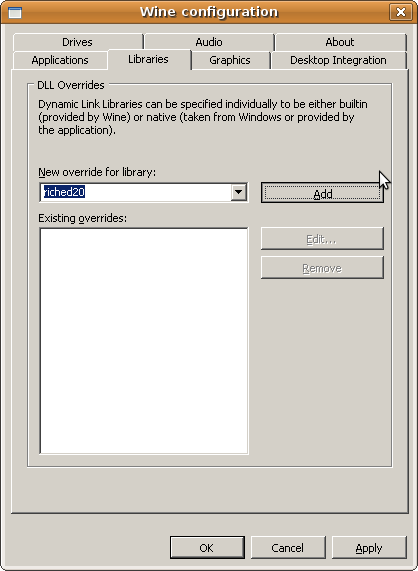 Wine configuration
Drives
Audio
About
Applications
Libraries
Graphics
Desktop Integration
DLL Overrides
Dynamic Link Libraries can be specified individually to be either builtin
(provided by Wine) or native (taken from Windows or provided by
the application).
New override for library:
riched20
Add
Existing overrides:
Edit...
Remove
OK
Cancel
Apply